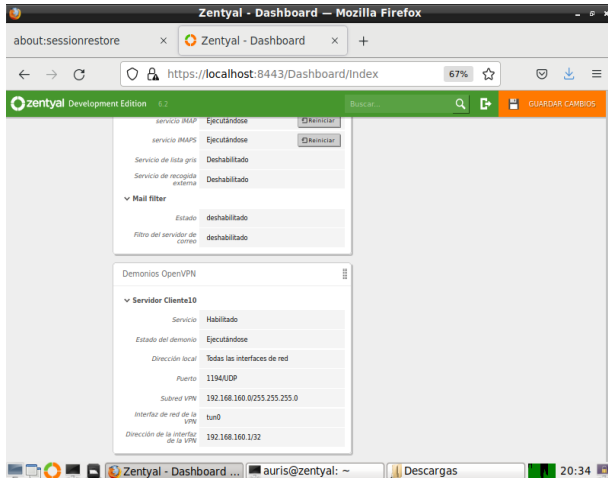 Zentyal - Dashboard — Mozilla Firefox
about:sessionrestore × Zentyal - Dashboard × +
https://localhost:8443/Dashboard/Index 67%
zentyal Development Edition 6.2 Buscar... GUARDAR CAMBIOS
servicio IMAP Ejecutándose Reiniciar
servicio IMAPS Ejecutándose Reiniciar
Servicio de lista gris Deshabilitado
Servicio de recogida externa Deshabilitado
Mail filter
Estado deshabilitado
Filtro del servidor de correo deshabilitado
Demonios OpenVPN
Servidor Cliente10
Servicio Habilitado
Estado del demonio Ejecutándose
Dirección local Todas las interfaces de red
Puerto 1194/UDP
Subred VPN 192.168.160.0/255.255.255.0
Interfaz de red de la VPN tun0
Dirección de la interfaz de la VPN 192.168.160.1/32
Zentyal - Dashboard ... auris@zentyal: ~ Descargas 20:34